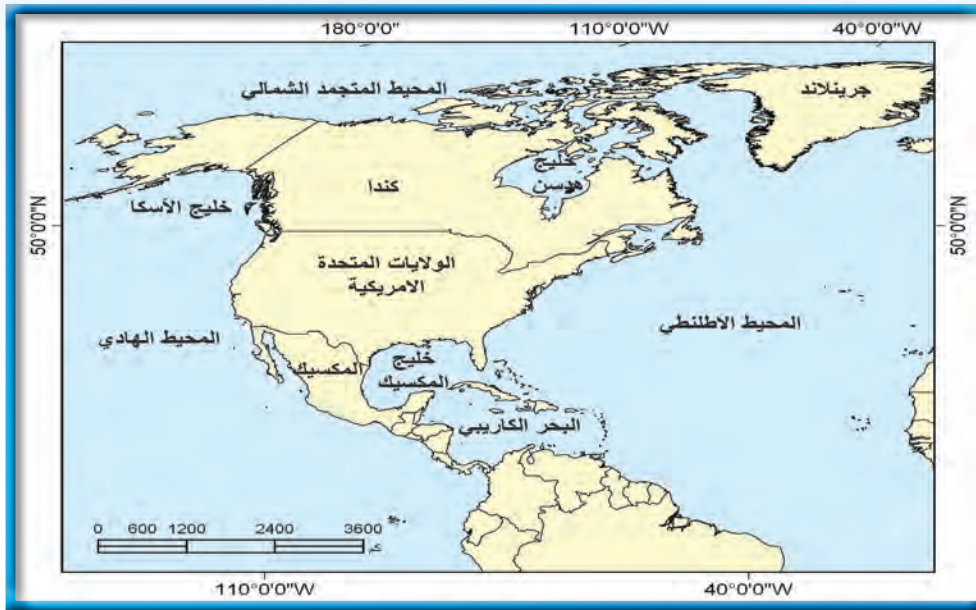 180°0'0"
110°0'0"W
40°0'0"W
جرينلاند
المحيط المتجمد الشمالي
خليج
هدسن
كندا
خليج الآسكا
50°0'0"N
50°0'0"N
الولايات المتحدة
الامريكية
المحيط الاطلنطي
المحيط الهادي
خليج
المكسيك
المكسيك
البحر الكاريبي
0 600 1200 2400 3600
كم
110°0'0"W
40°0'0"W